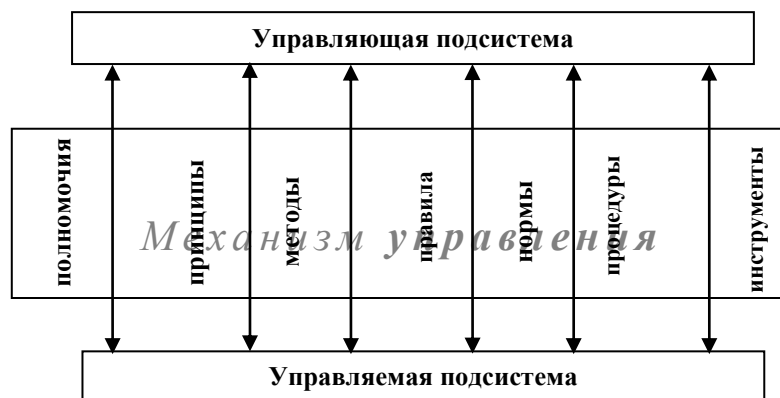 Управляющая подсистема
полномочия
принципы
методы
правила
нормы
процедуры
инструменты
Механизм управления
Управляемая подсистема